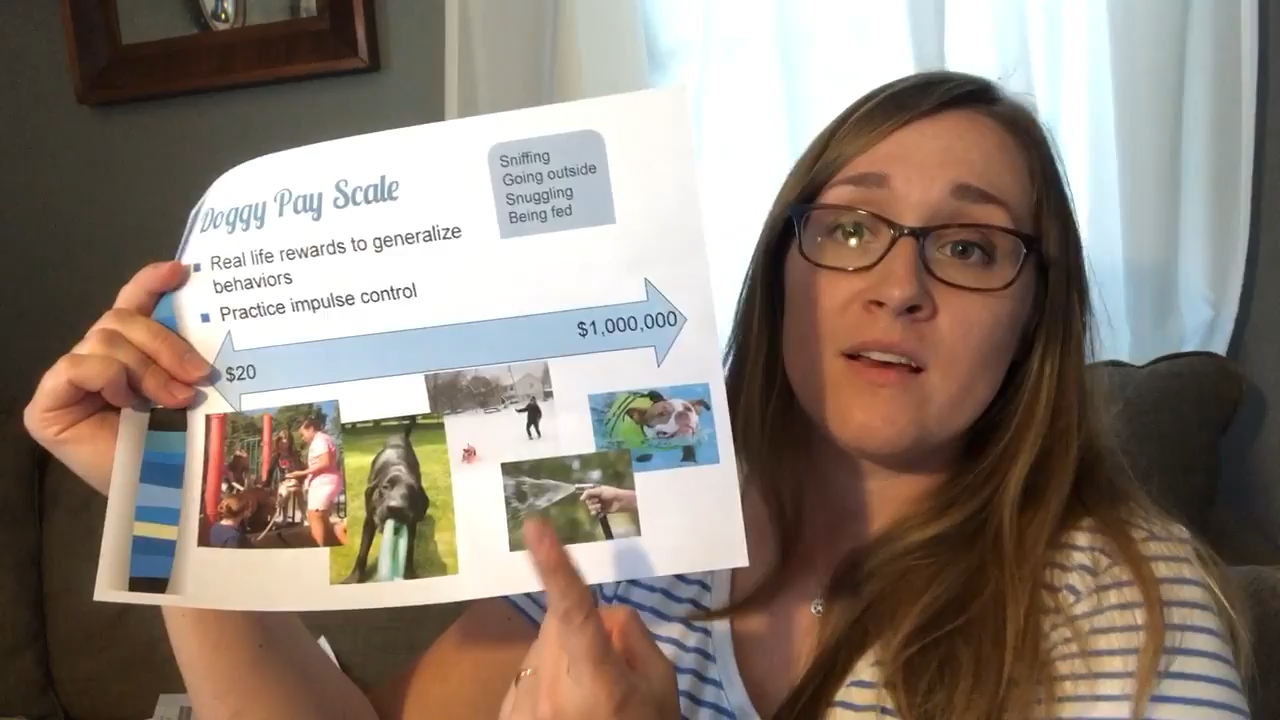 Doggy Pay Scale
Real life rewards to generalize
behaviors
Practice impulse control
Sniffing
Going outside
Snuggling
Being fed
$20
$1,000,000